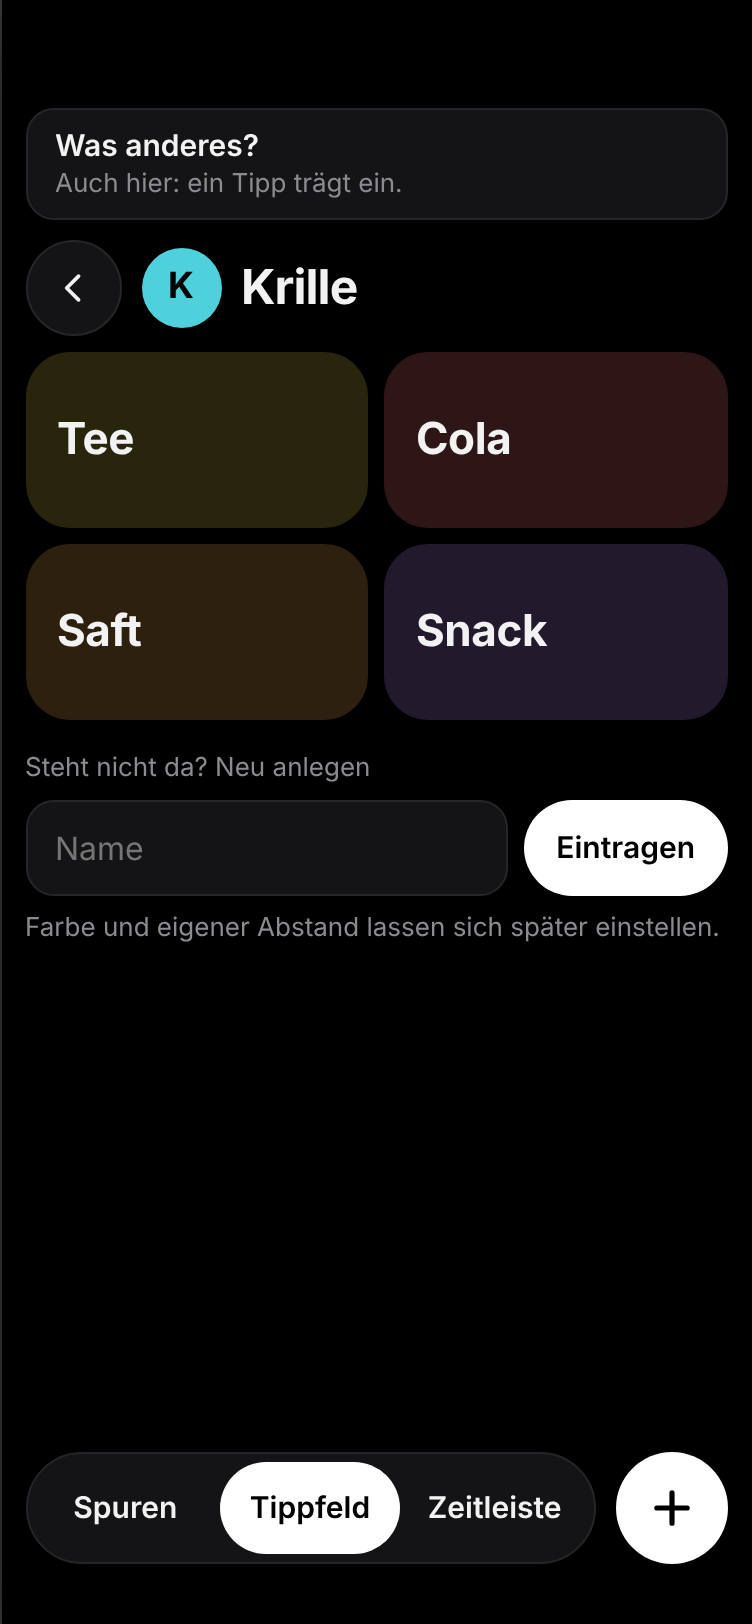 Was anderes?
Auch hier: ein Tipp trägt ein.
K
Krille
Tee
Cola
Saft
Snack
Steht nicht da? Neu anlegen
Name
Eintragen
Farbe und eigener Abstand lassen sich später einstellen.
Spuren
Tippfeld
Zeitleiste